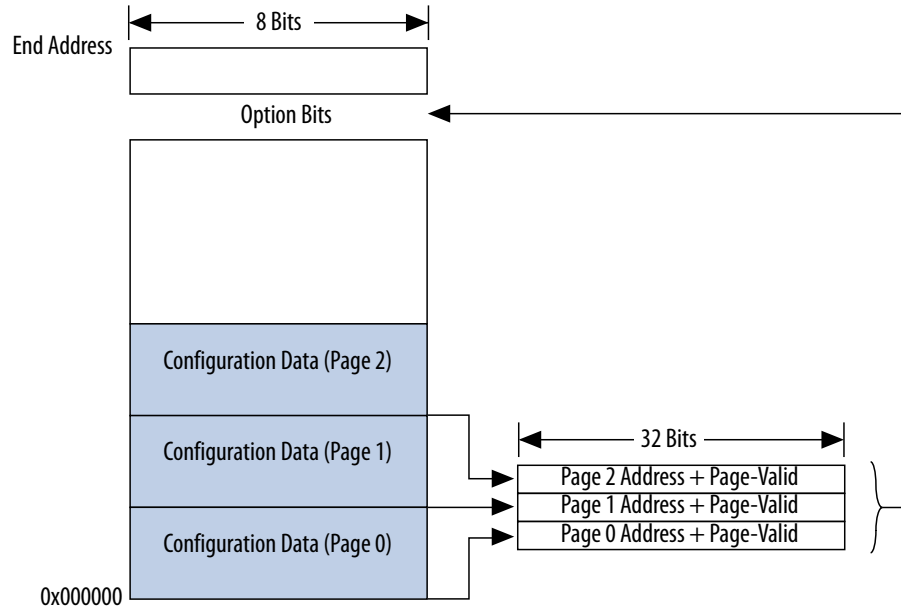 8 Bits
End Address
Option Bits
Configuration Data (Page 2)
Configuration Data (Page 1)
32 Bits
Page 2 Address + Page-Valid
Page 1 Address + Page-Valid
Page 0 Address + Page-Valid
Configuration Data (Page 0)
0x000000